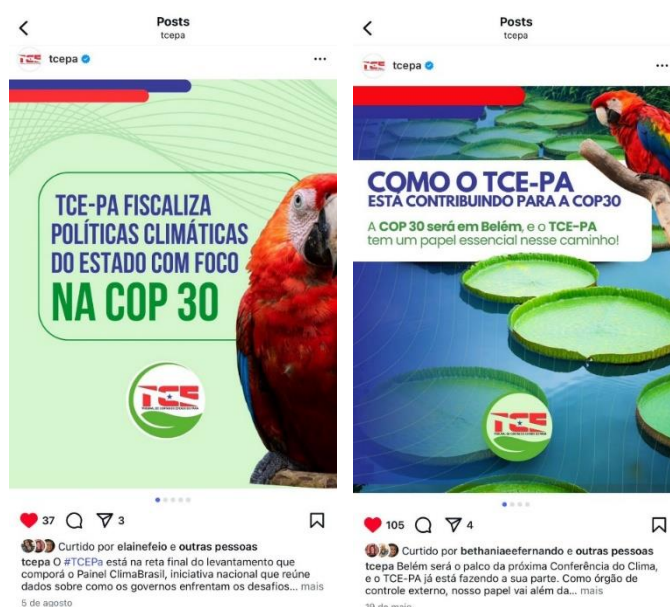 Posts
tcepa
tcepa
TCE-PA FISCALIZA
POLÍTICAS CLIMÁTICAS
DO ESTADO COM FOCO
NA COP 30
TCE
37
3
Curtido por elainefeio e outras pessoas
tcepa O #TCEPa está na reta final do levantamento que
comporá o Painel ClimaBrasil, iniciativa nacional que reúne
dados sobre como os governos enfrentam os desafios... mais
5 de agosto
Posts
tcepa
tcepa
COMO O TCE-PA
ESTÁ CONTRIBUINDO PARA A COP30
A COP 30 será em Belém, e o TCE-PA
tem um papel essencial nesse caminho!
TCE
105
4
Curtido por bethaniaeefernando e outras pessoas
tcepa Belém será o palco da próxima Conferência do Clima,
e o TCE-PA já está fazendo a sua parte. Como órgão de
controle externo, nosso papel vai além da... mais
19 de maio